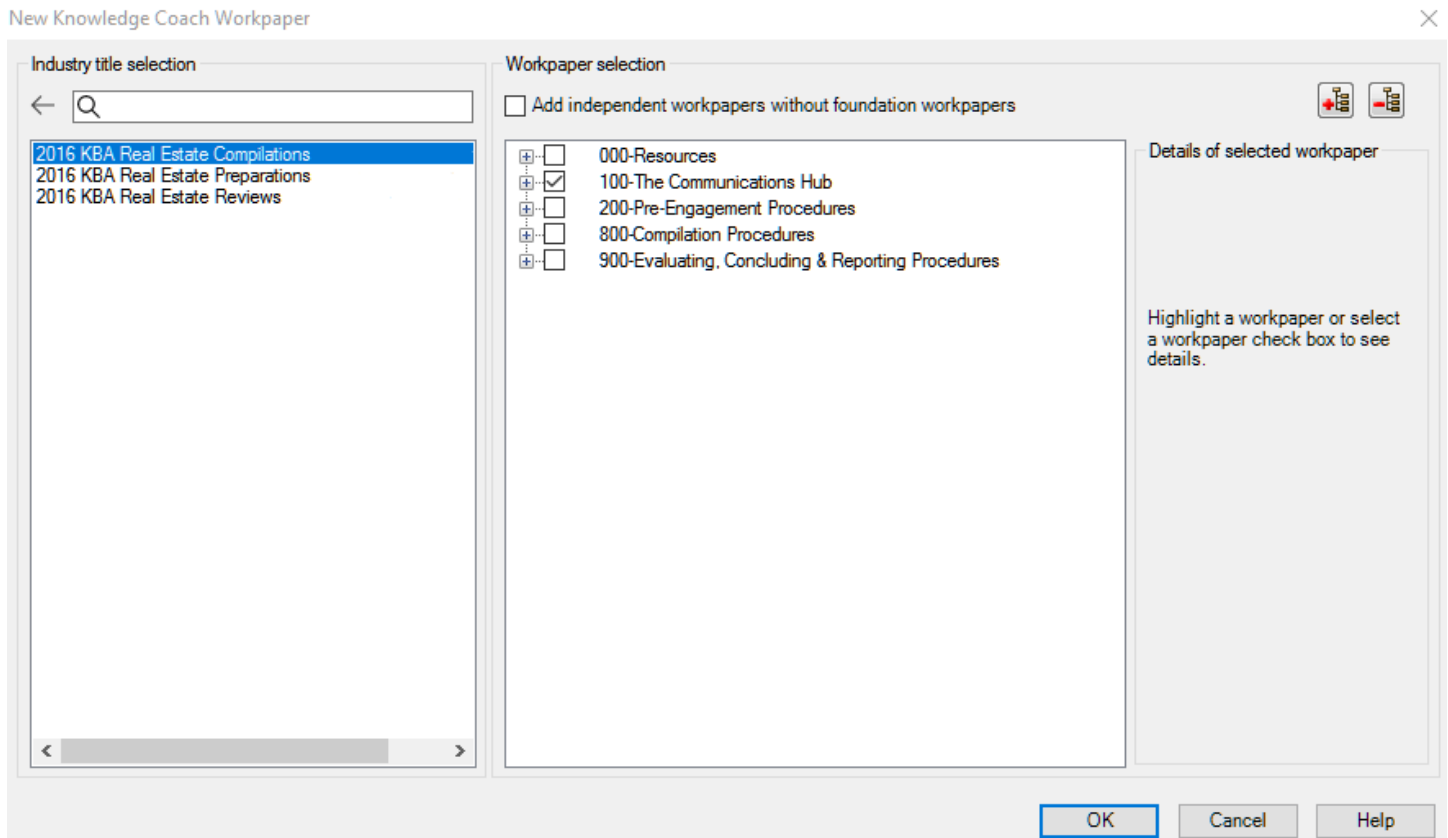 New Knowledge Coach Workpaper
Industry title selection
2016 KBA Real Estate Compilations
2016 KBA Real Estate Preparations
2016 KBA Real Estate Reviews
Workpaper selection
Add independent workpapers without foundation workpapers
000-Resources
100-The Communications Hub
200-Pre-Engagement Procedures
800-Compilation Procedures
900-Evaluating, Concluding & Reporting Procedures
Details of selected workpaper
Highlight a workpaper or select
a workpaper check box to see
details.
OK
Cancel
Help